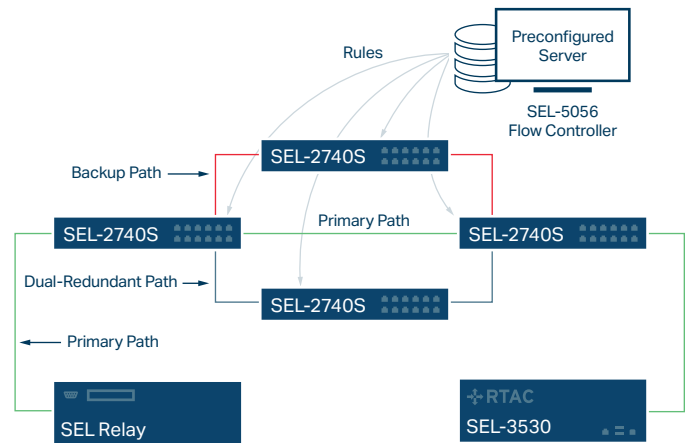 Preconfigured
Server
Rules
SEL-5056
Flow Controller
SEL-2740S
Backup Path
SEL-2740S
Primary Path
SEL-2740S
Dual-Redundant Path
SEL-2740S
Primary Path
RTAC
SEL Relay
SEL-3530